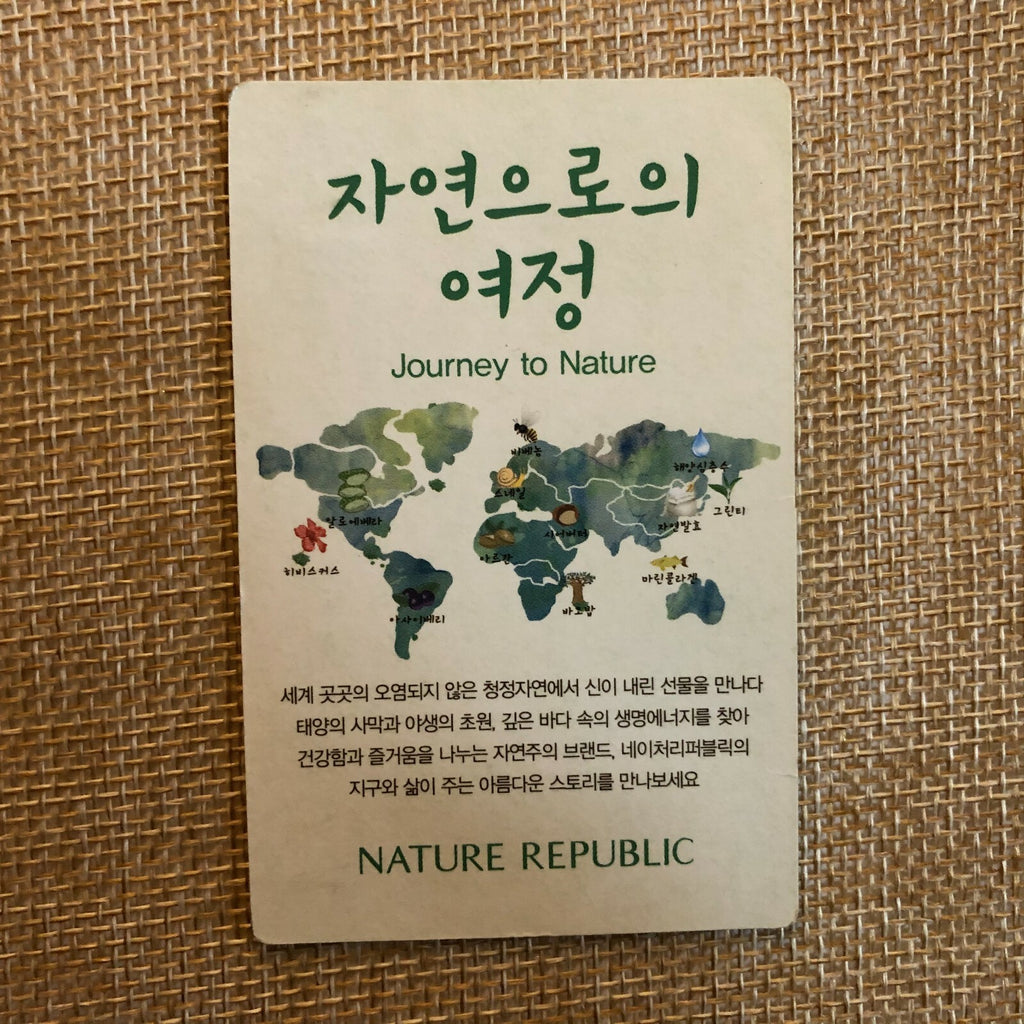 자연으로의
여정
Journey to Nature
비베놈
해양심층수
스네일
그린티
알로에베라
시어버터
자연발효
아르간
히비스커스
마린콜라겐
바오밥
아사이베리
세계 곳곳의 오염되지 않은 청정자연에서 신이 내린 선물을 만나다
태양의 사막과 야생의 초원, 깊은 바다 속의 생명에너지를 찾아
건강함과 즐거움을 나누는 자연주의 브랜드, 네이처리퍼블릭의
지구와 삶이 주는 아름다운 스토리를 만나보세요
NATURE REPUBLIC